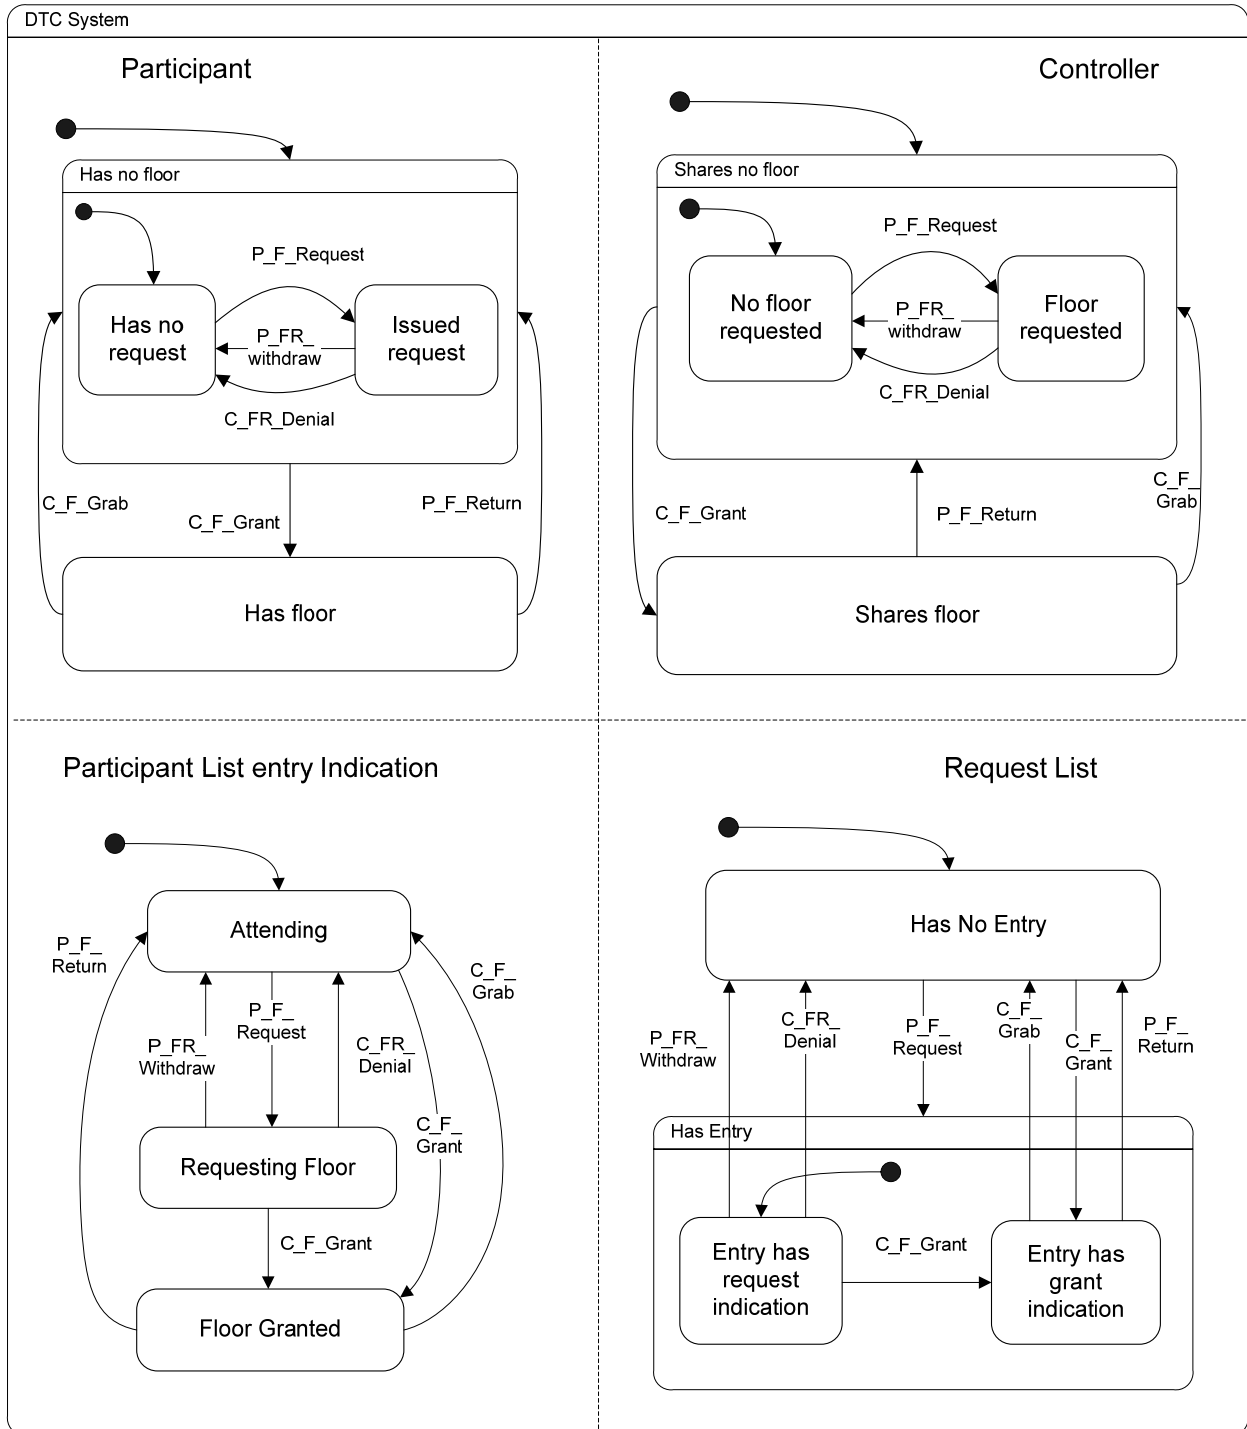 DTC System
Participant
Has no floor
P_F_Request
Has no
request
P_FR_
withdraw
Issued
request
C_FR_Denial
C_F_Grab
C_F_Grant
P_F_Return
Has floor
Controller
Shares no floor
P_F_Request
No floor
requested
P_FR_
withdraw
Floor
requested
C_FR_Denial
C_F_Grant
P_F_Return
C_F_
Grab
Shares floor
Participant List entry Indication
Attending
P_F_
Return
P_FR_
Withdraw
P_F_
Request
C_FR_
Denial
C_F_
Grab
C_F_
Grant
Requesting Floor
C_F_Grant
Floor Granted
Request List
Has No Entry
P_FR_
Withdraw
C_FR_
Denial
P_F_
Request
C_F_
Grab
C_F_
Grant
P_F_
Return
Has Entry
Entry has
request
indication
C_F_Grant
Entry has
grant
indication